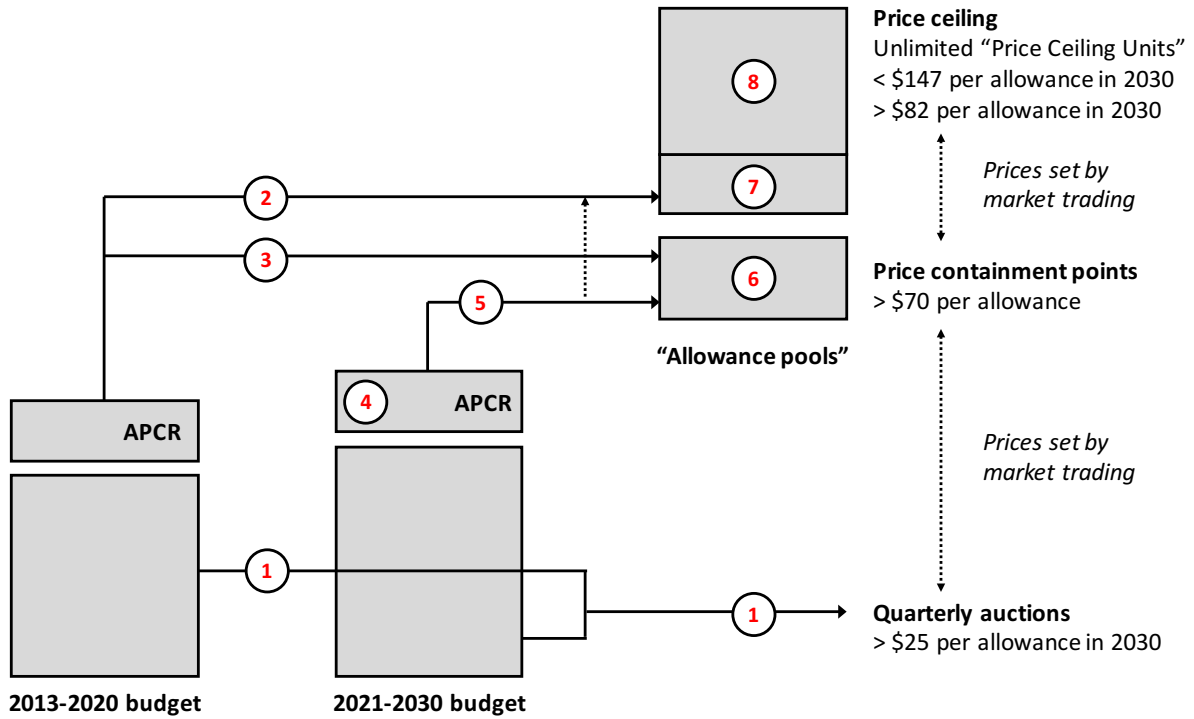 Price ceiling
Unlimited “Price Ceiling Units”
< $147 per allowance in 2030
> $82 per allowance in 2030
8
Prices set by
market trading
7
2
3
6
Price containment points
> $70 per allowance
5
“Allowance pools”
4
APCR
APCR
Prices set by
market trading
1
1
Quarterly auctions
> $25 per allowance in 2030
2013-2020 budget
2021-2030 budget